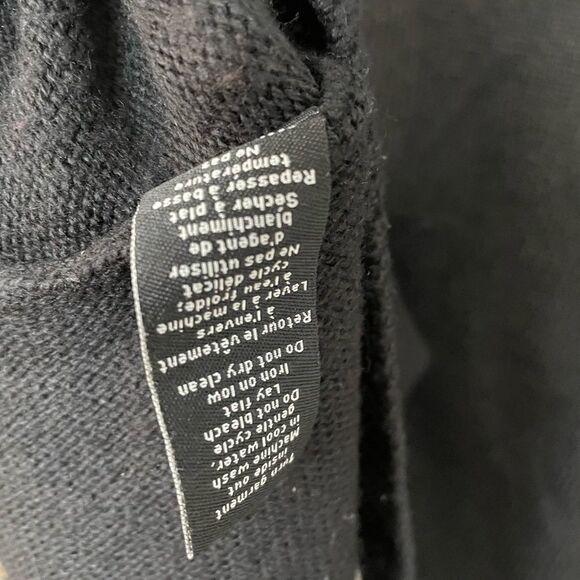 Turn garment
inside out
Machine wash
in cool water,
gentle cycle
Do not bleach
Lay flat
Iron on low
Do not dry clean
Retour le vêtement
à l'envers
Laver à la machine
à l'eau froide;
cycle délicat
Ne pas utiliser
d'agent de
blanchiment
Sécher à plat
Repasser à basse
température
Ne pas